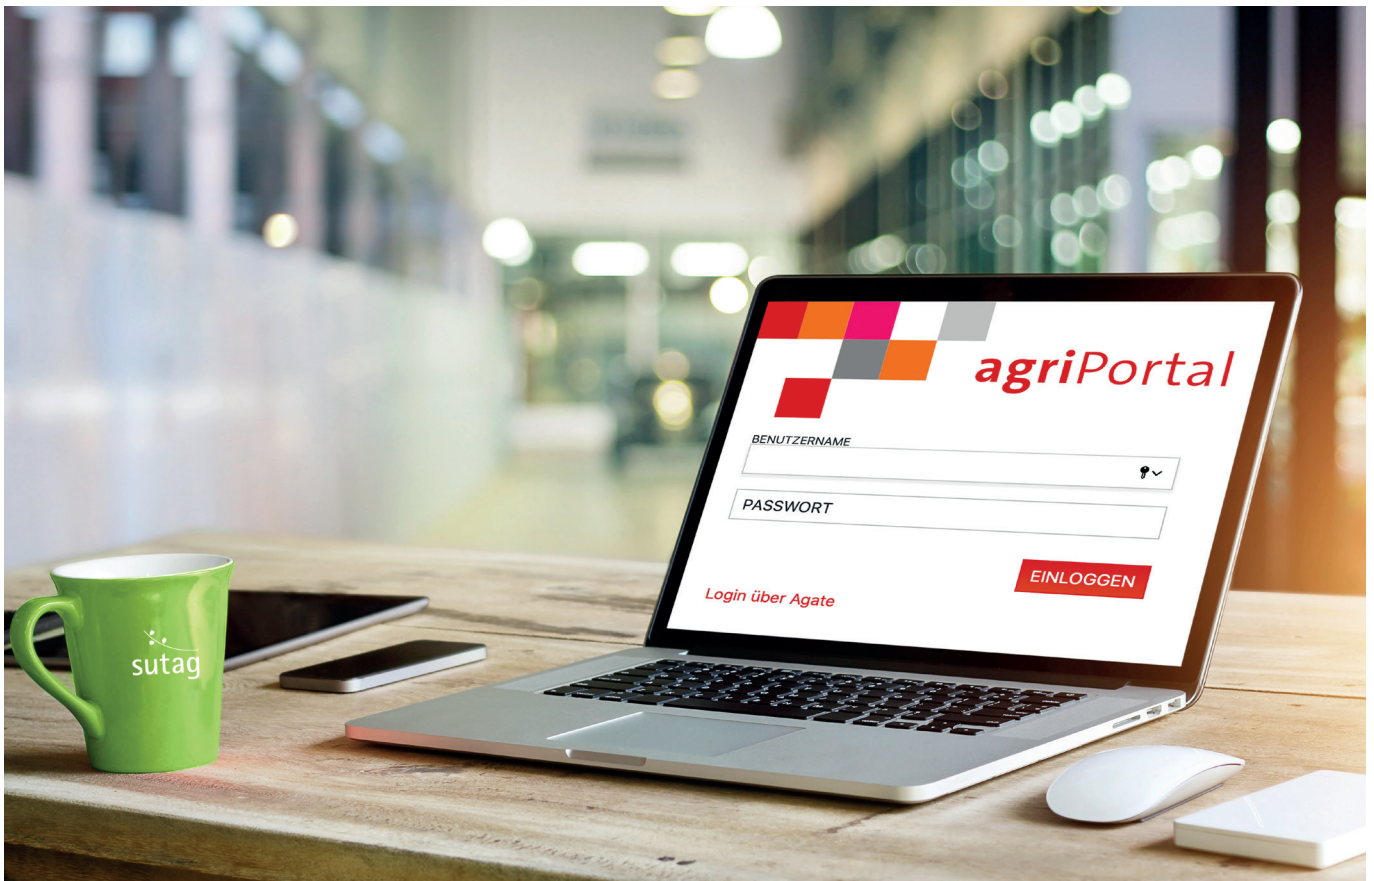 agriPortal
BENUTZERNAME
PASSWORT
EINLOGGEN
Login über Agate
sutag